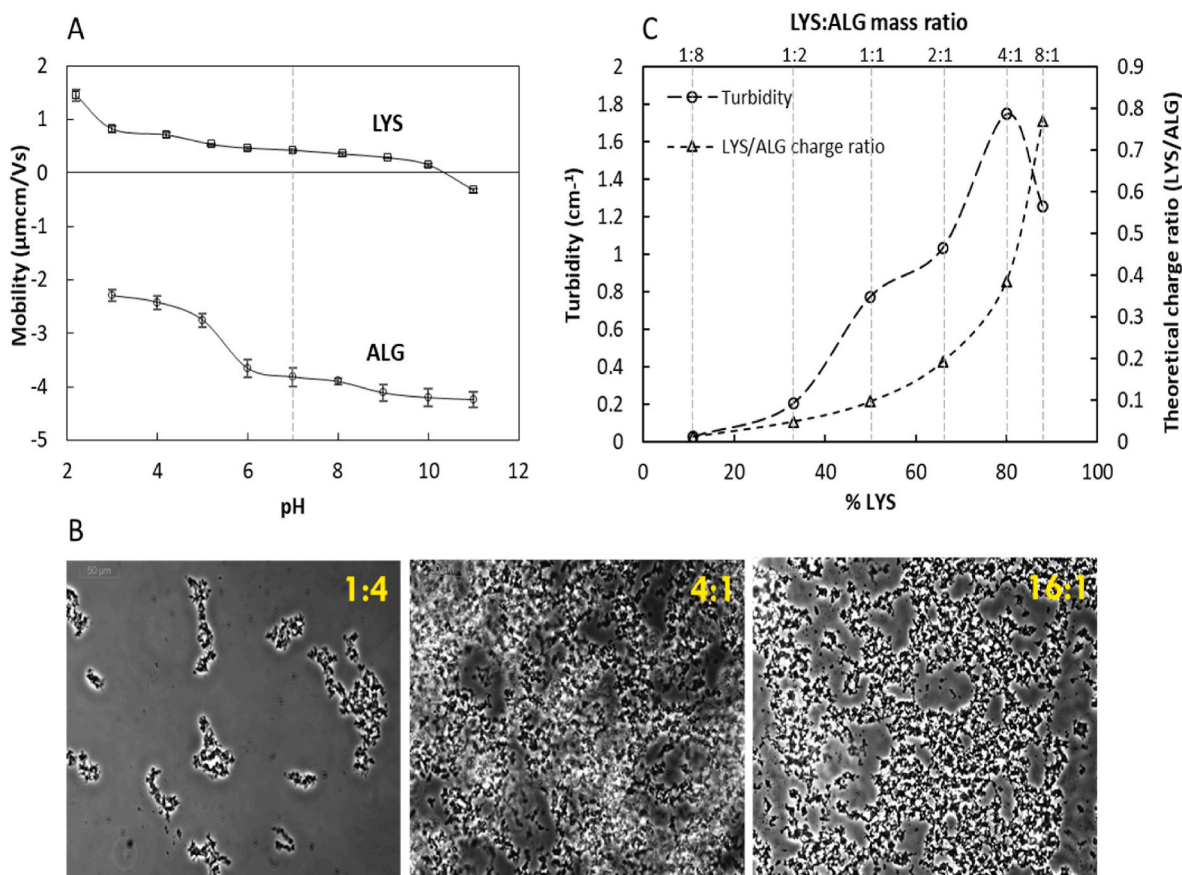 A
Mobility (µmcm/Vs)
2
1
0
-1
-2
-3
-4
-5
LYS
ALG
2 4 6 8 10 12
pH
C
LYS:ALG mass ratio
1:8 1:2 1:1 2:1 4:1 8:1
Turbidity (cm⁻¹)
2
1.8
1.6
1.4
1.2
1
0.8
0.6
0.4
0.2
0
Turbidity
LYS/ALG charge ratio
0.9
0.8
0.7
0.6
0.5
0.4
0.3
0.2
0.1
0
Theoretical charge ratio (LYS/ALG)
0 20 40 60 80 100
% LYS
B
50 µm
1:4
4:1
16:1